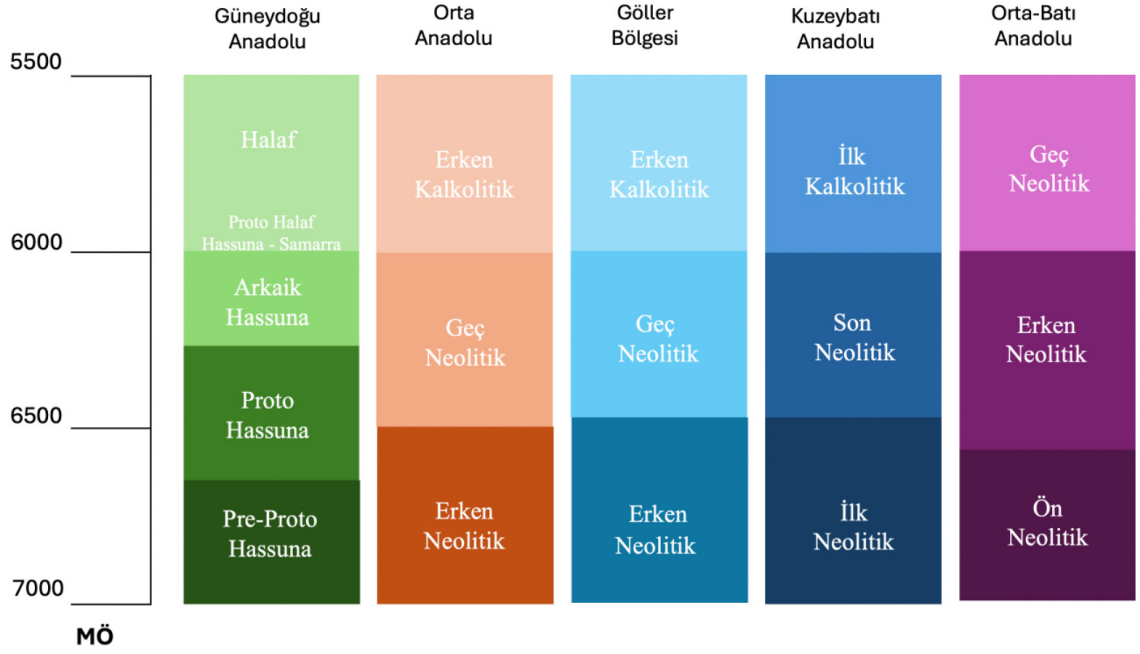 Güneydoğu
Anadolu
Orta
Anadolu
Göller
Bölgesi
Kuzeybatı
Anadolu
Orta-Batı
Anadolu
5500
6000
6500
7000
MÖ
Halaf
Proto Halaf
Hassuna - Samarra
Arkaik
Hassuna
Proto
Hassuna
Pre-Proto
Hassuna
Erken
Kalkolitik
Geç
Neolitik
Erken
Neolitik
Erken
Kalkolitik
Geç
Neolitik
Erken
Neolitik
İlk
Kalkolitik
Son
Neolitik
İlk
Neolitik
Geç
Neolitik
Erken
Neolitik
Ön
Neolitik